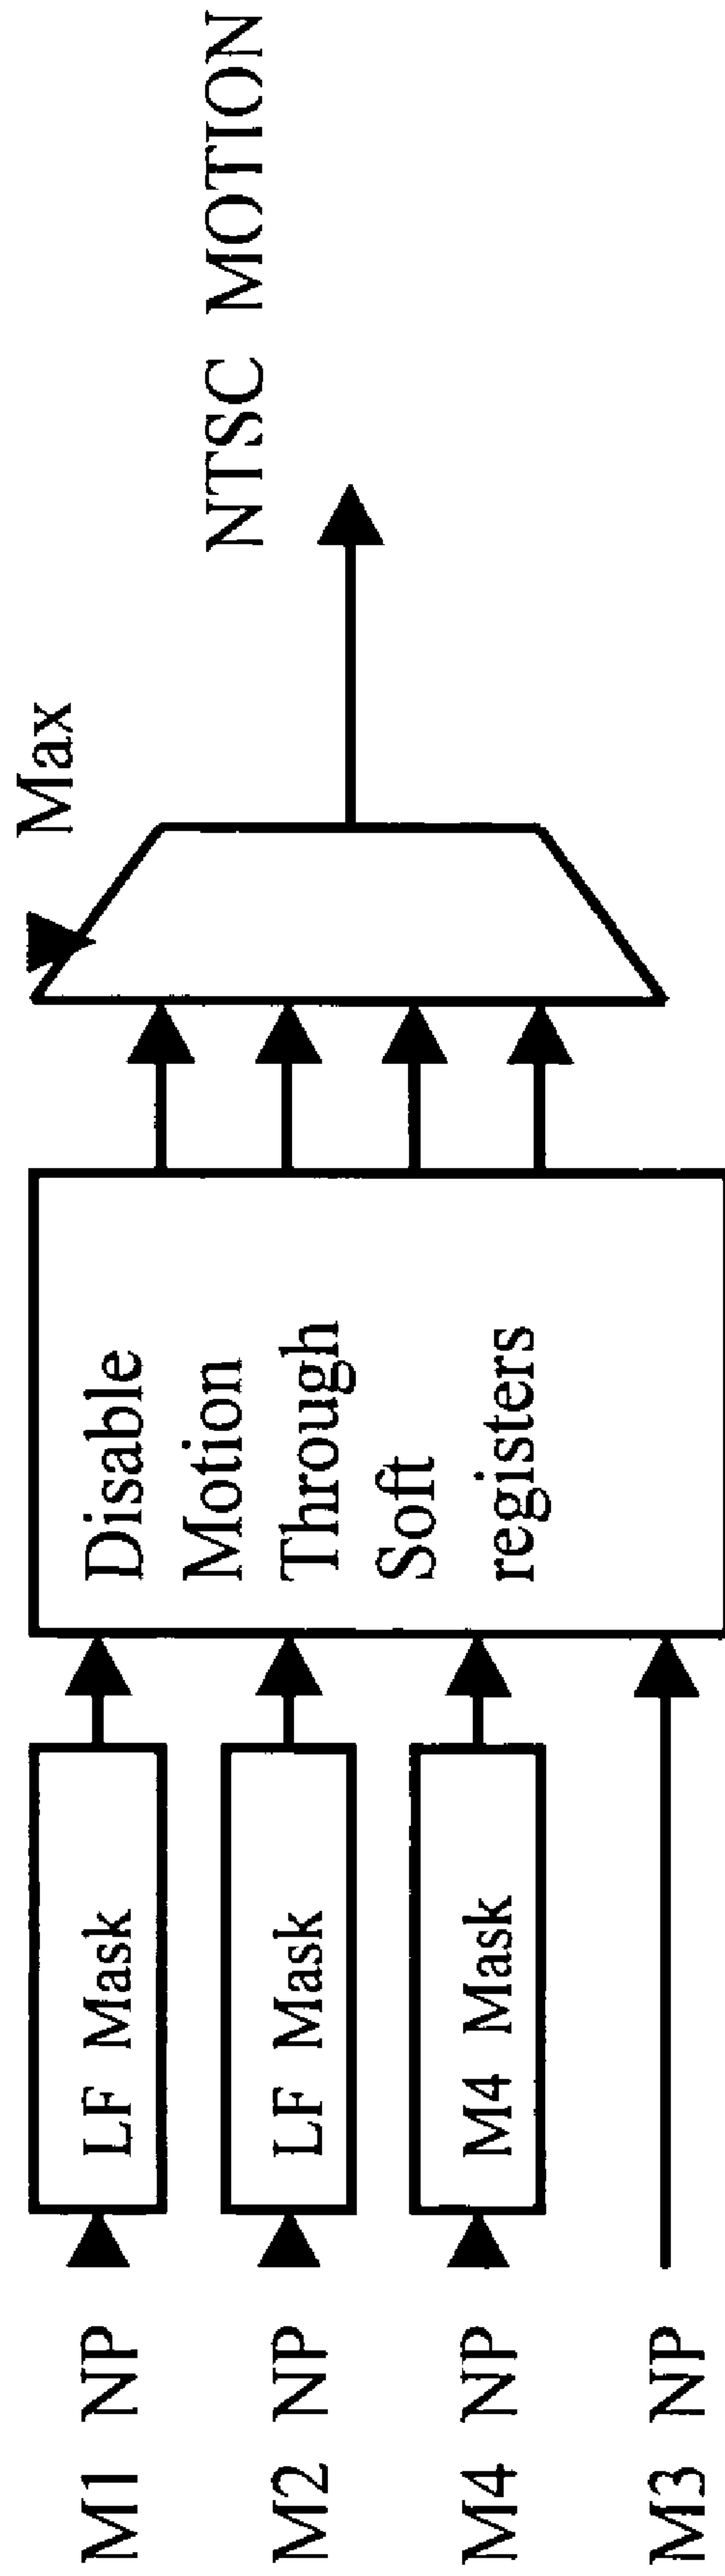 M1 NP
LF Mask
M2 NP
LF Mask
M4 NP
M4 Mask
M3 NP
Disable
Motion
Through
Soft
registers
Max
NTSC MOTION